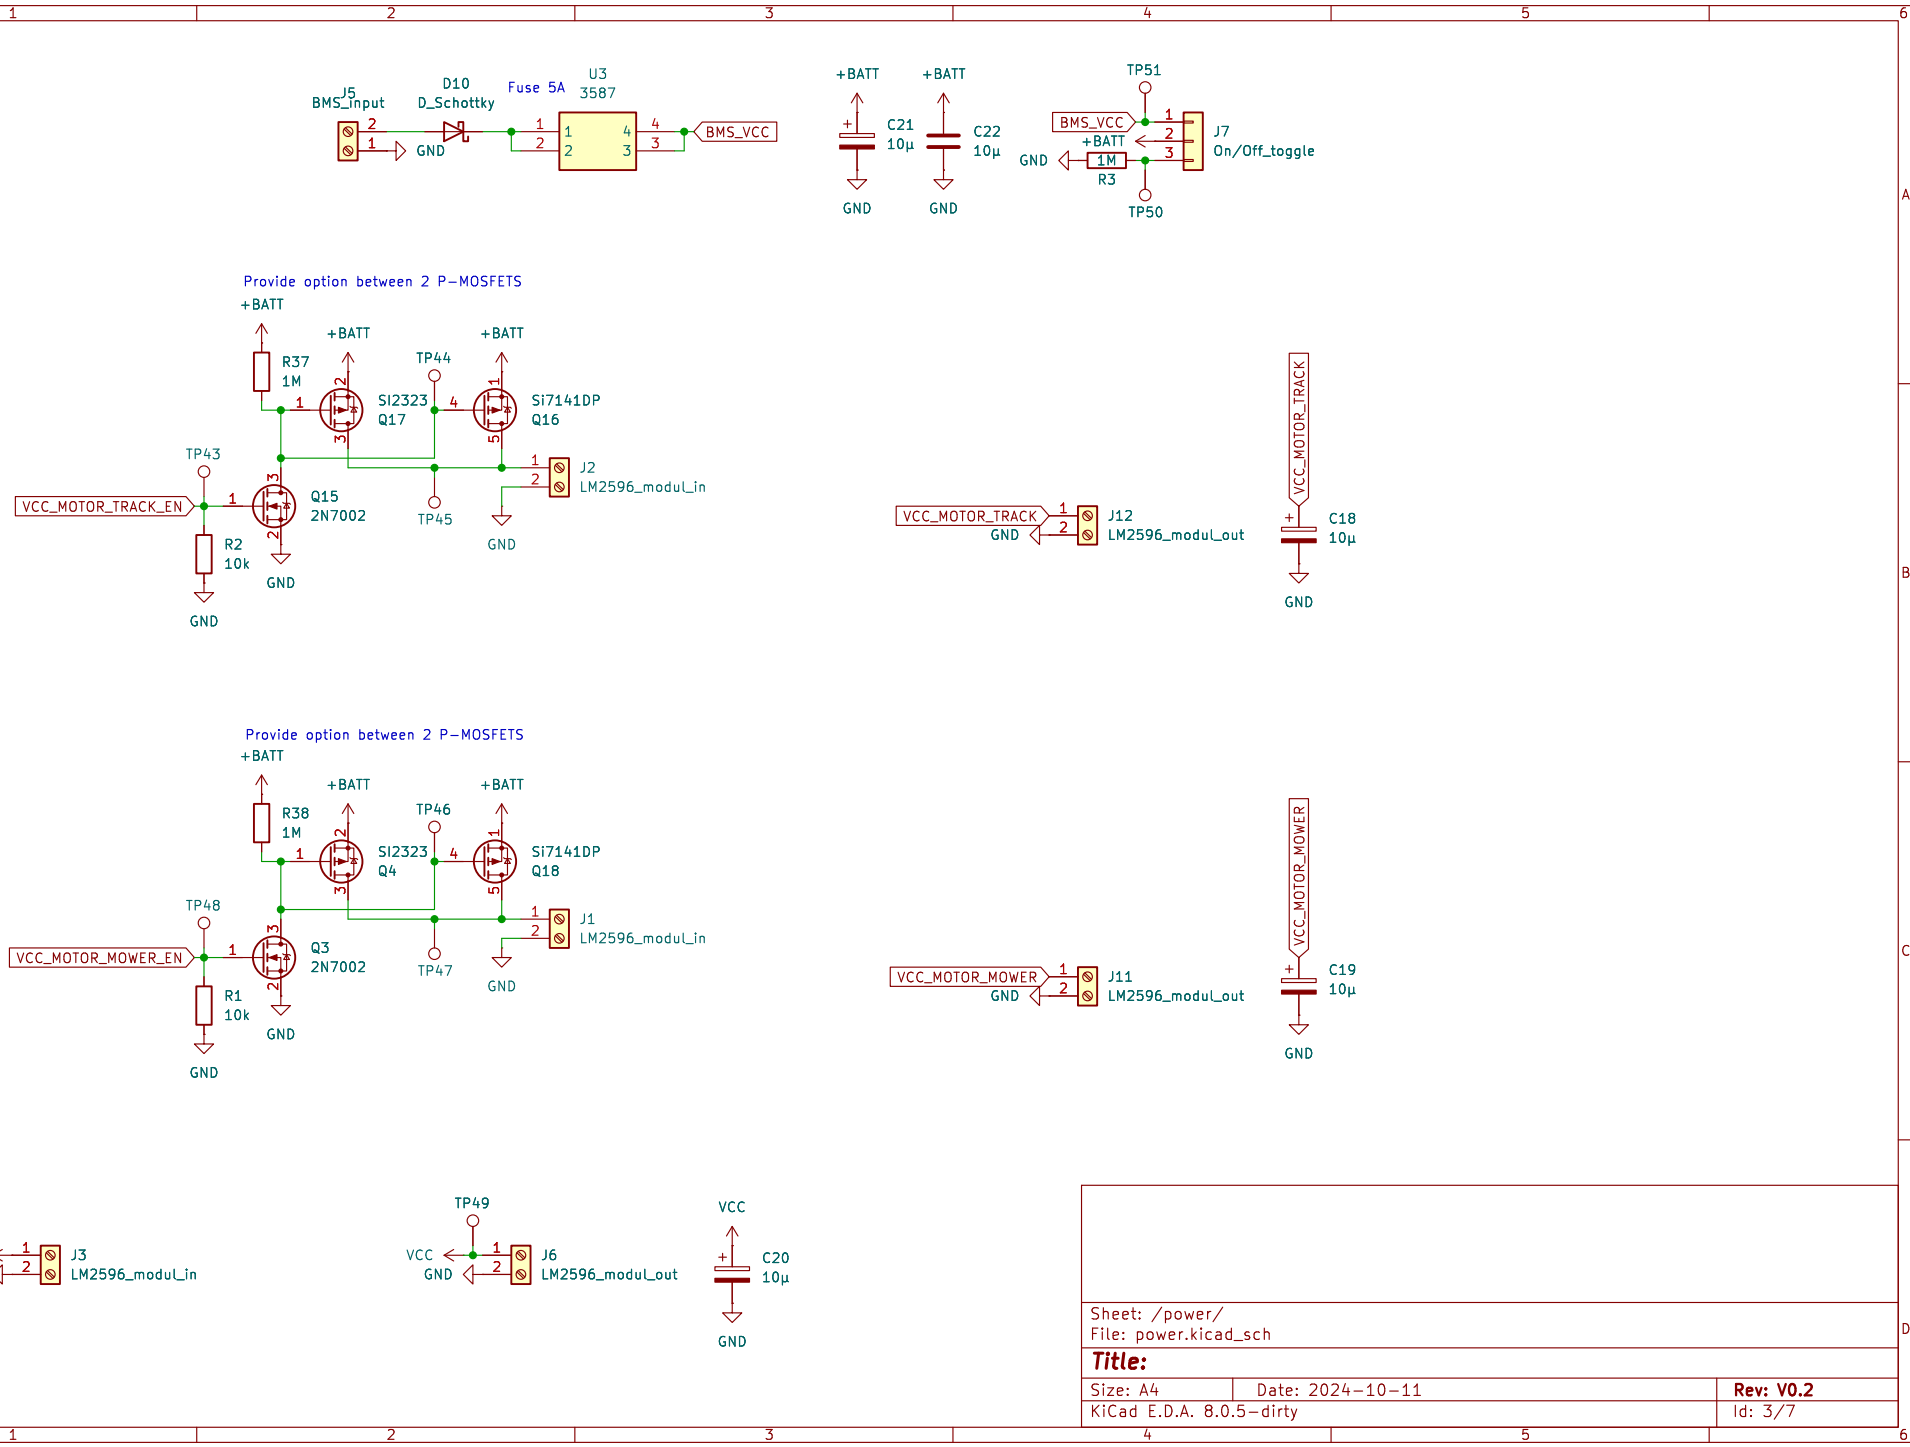 1 2 3 4 5 6
J5
BMS_input
2
1
GND
D10
D_Schottky
Fuse 5A
U3
3587
1
2
1
2
4
3
4
3
BMS_VCC
+BATT
+BATT
C21
10µ
C22
10µ
GND
GND
TP51
BMS_VCC
+BATT
GND
1M
R3
1
2
3
J7
On/Off_toggle
TP50
A
Provide option between 2 P-MOSFETS
+BATT
+BATT
+BATT
R37
1M
TP44
1
2
3
SI2323
Q17
4
1
5
Si7141DP
Q16
TP43
VCC_MOTOR_TRACK_EN
1
3
2
Q15
2N7002
R2
10k
GND
GND
TP45
1
2
J2
LM2596_modul_in
GND
VCC_MOTOR_TRACK
GND
1
2
J12
LM2596_modul_out
VCC_MOTOR_TRACK
C18
10µ
GND
B
Provide option between 2 P-MOSFETS
+BATT
+BATT
+BATT
R38
1M
TP46
1
2
3
SI2323
Q4
4
1
5
Si7141DP
Q18
TP48
VCC_MOTOR_MOWER_EN
1
3
2
Q3
2N7002
R1
10k
GND
GND
TP47
1
2
J1
LM2596_modul_in
GND
VCC_MOTOR_MOWER
GND
1
2
J11
LM2596_modul_out
VCC_MOTOR_MOWER
C19
10µ
GND
C
1
2
J3
LM2596_modul_in
TP49
VCC
GND
1
2
J6
LM2596_modul_out
VCC
C20
10µ
GND
D
Sheet: /power/
File: power.kicad_sch
Title:
Size: A4 Date: 2024-10-11 Rev: V0.2
KiCad E.D.A. 8.0.5-dirty Id: 3/7
1 2 3 4 5 6